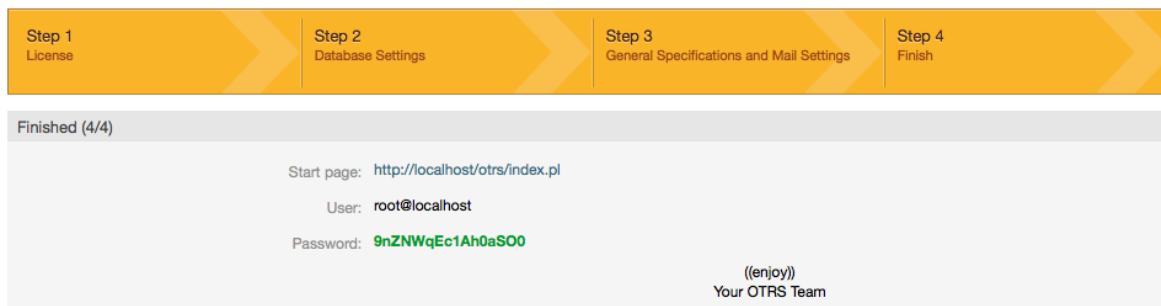 Step 1
License
Step 2
Database Settings
Step 3
General Specifications and Mail Settings
Step 4
Finish
Finished (4/4)
Start page: http://localhost/otrs/index.pl
User: root@localhost
Password: 9nZNWqEc1Ah0aSO0
((enjoy))
Your OTRS Team